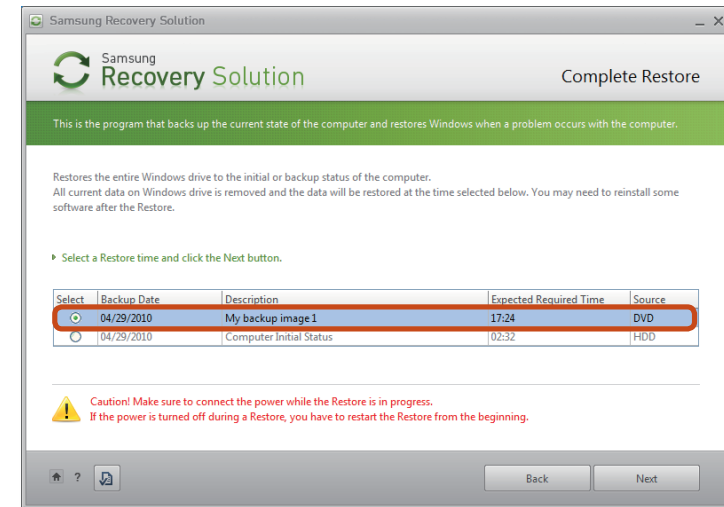 Samsung Recovery Solution
Samsung
Recovery Solution
Complete Restore
This is the program that backs up the current state of the computer and restores Windows when a problem occurs with the computer.
Restores the entire Windows drive to the initial or backup status of the computer.
All current data on Windows drive is removed and the data will be restored at the time selected below. You may need to reinstall some
software after the Restore.
Select a Restore time and click the Next button.
Select Backup Date Description Expected Required Time Source
04/29/2010 My backup image 1 17:24 DVD
04/29/2010 Computer Initial Status 02:32 HDD
Caution! Make sure to connect the power while the Restore is in progress.
If the power is turned off during a Restore, you have to restart the Restore from the beginning.
? Back Next